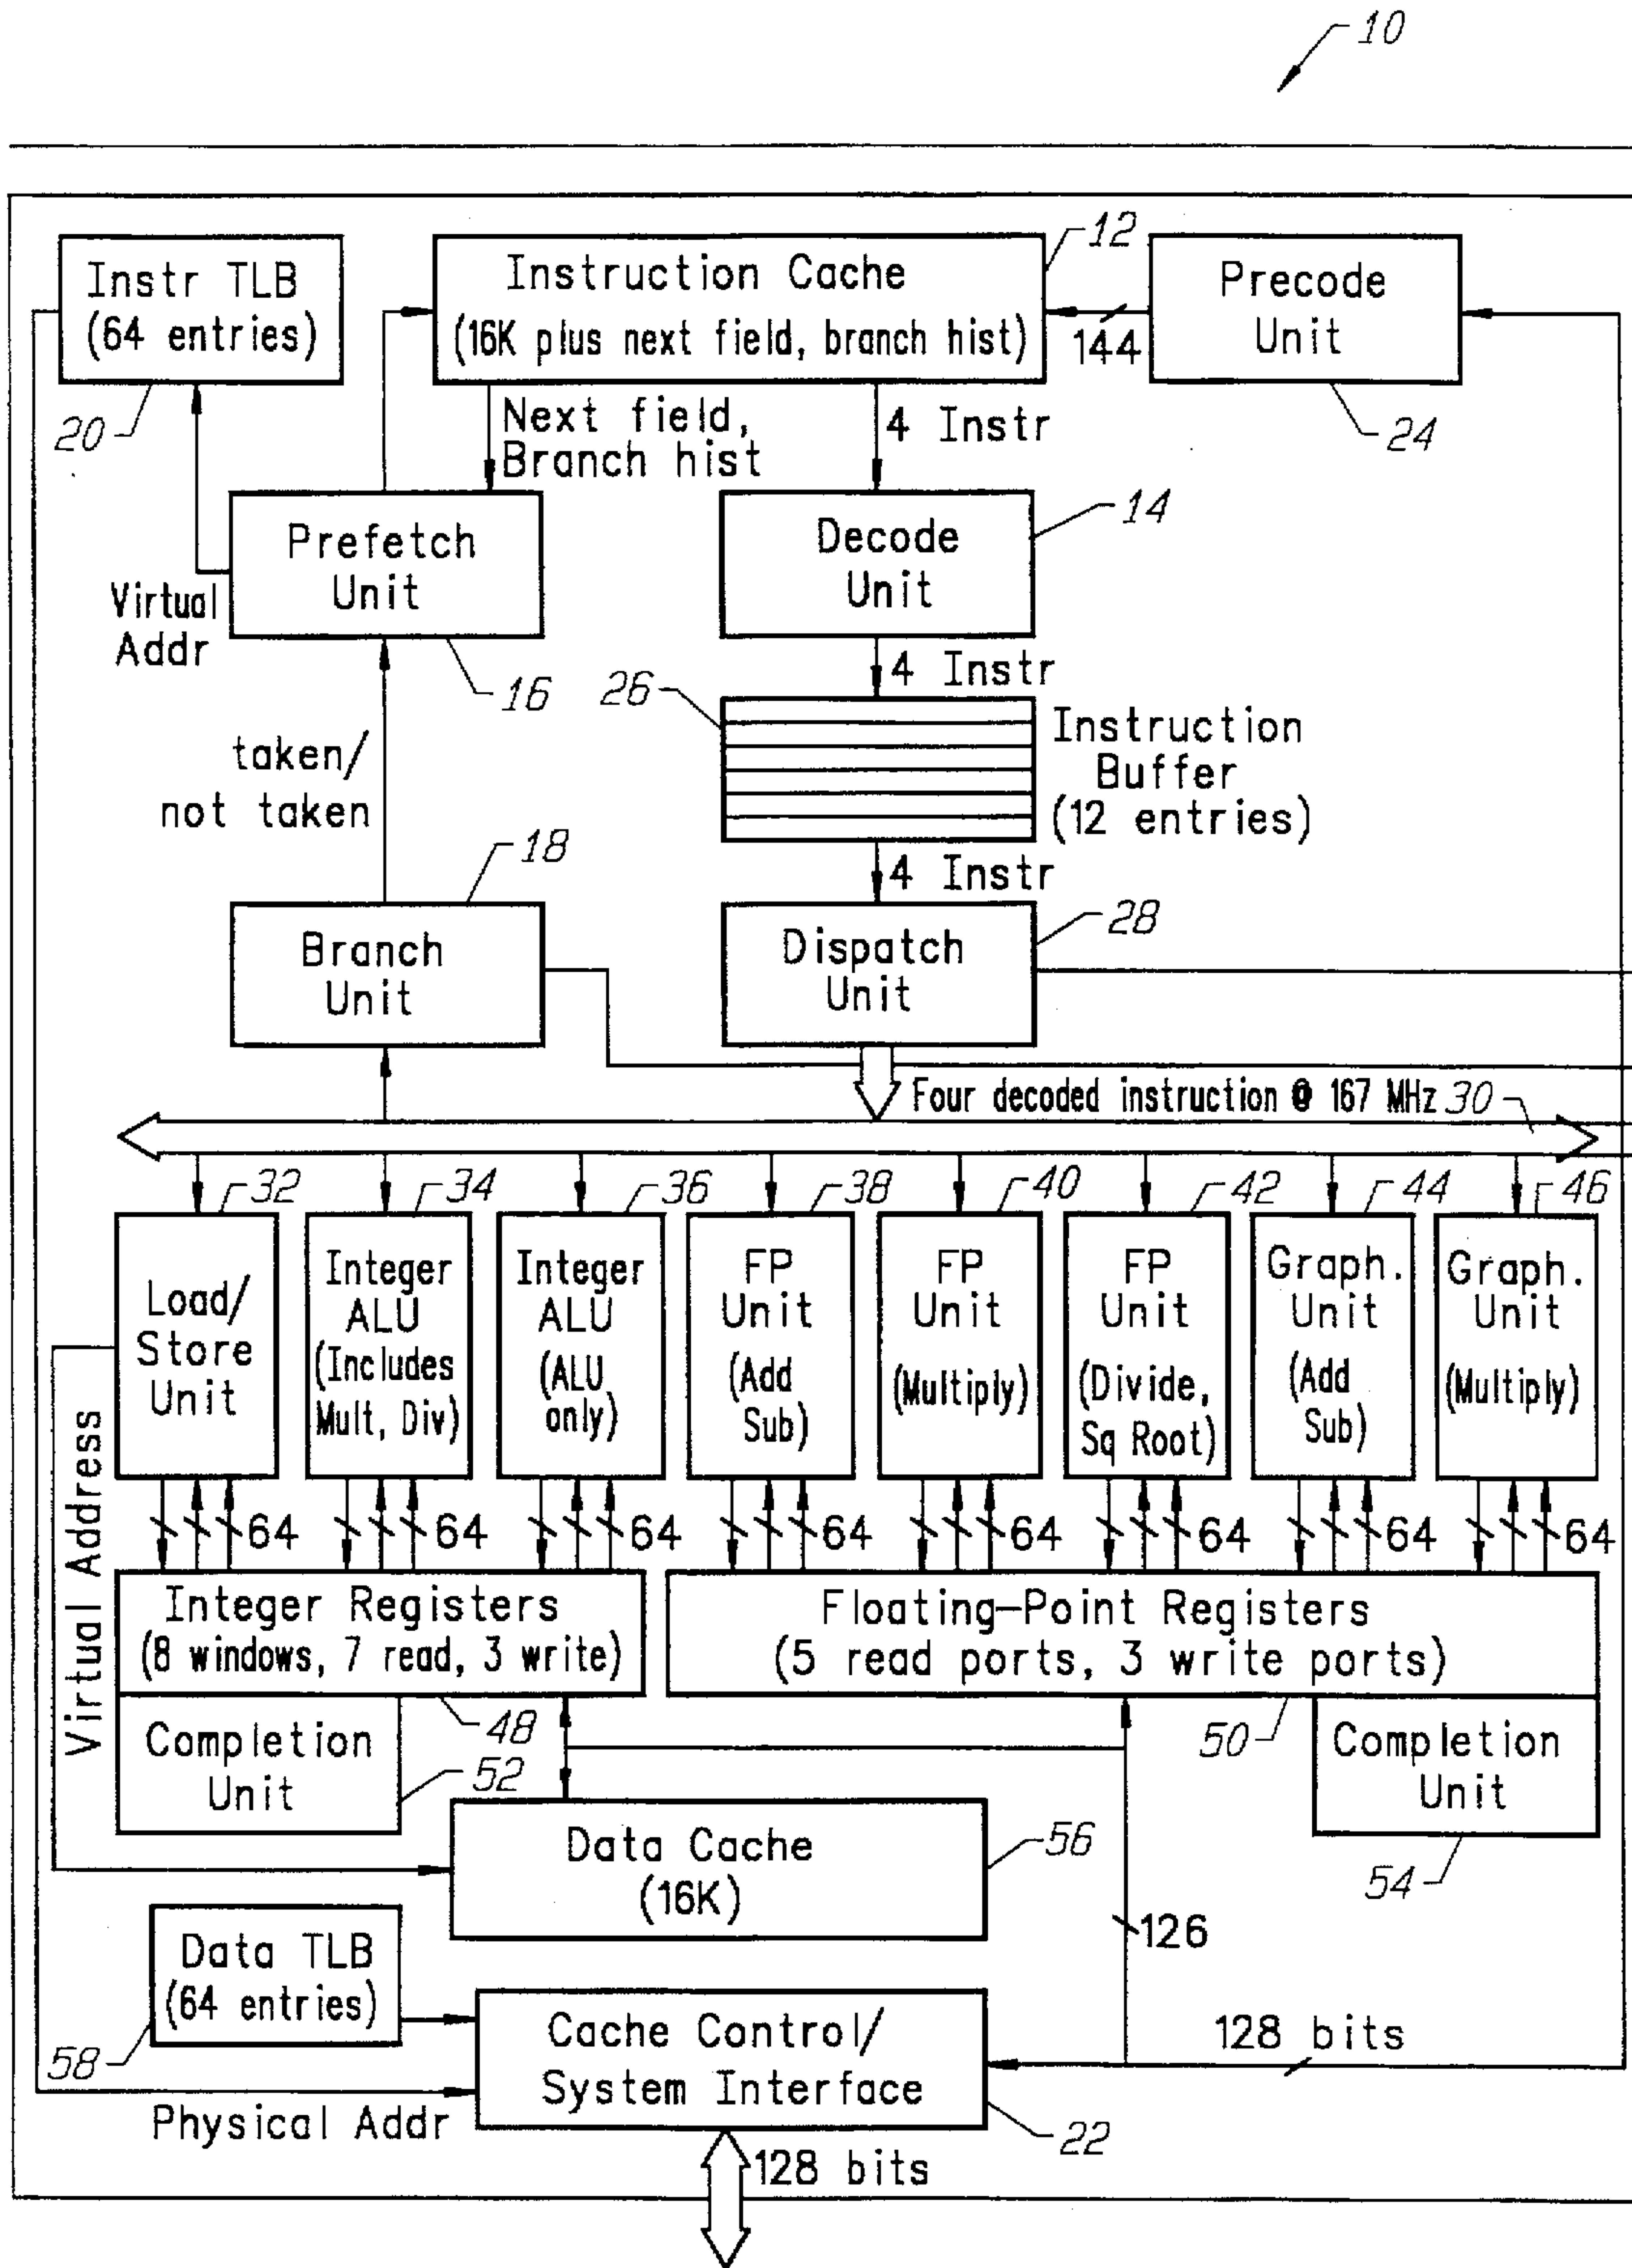 10
Instr TLB
(64 entries)
20
Instruction Cache
(16K plus next field, branch hist)
12
144
Precode
Unit
24
Next field,
Branch hist
4 Instr
Prefetch
Unit
16
Virtual
Addr
Decode
Unit
14
4 Instr
26
Instruction
Buffer
(12 entries)
taken/
not taken
4 Instr
Branch
Unit
18
Dispatch
Unit
28
Four decoded instruction @ 167 MHz
30
32
34
36
38
40
42
44
46
Load/
Store
Unit
Integer
ALU
(Includes
Mult, Div)
Integer
ALU
(ALU
only)
FP
Unit
(Add
Sub)
FP
Unit
(Multiply)
FP
Unit
(Divide,
Sq Root)
Graph.
Unit
(Add
Sub)
Graph.
Unit
(Multiply)
64
64
64
64
64
64
64
64
Virtual Address
Integer Registers
(8 windows, 7 read, 3 write)
48
Floating-Point Registers
(5 read ports, 3 write ports)
50
Completion
Unit
52
Completion
Unit
54
Data Cache
(16K)
56
126
Data TLB
(64 entries)
58
Cache Control/
System Interface
22
128 bits
Physical Addr
128 bits